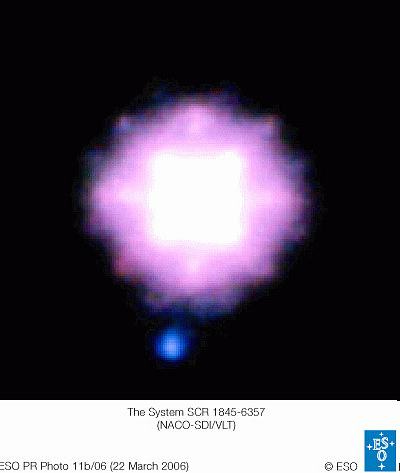 The System SCR 1845-6357
(NACO-SDI/VLT)
ESO PR Photo 11b/06 (22 March 2006)
© ESO
ESO